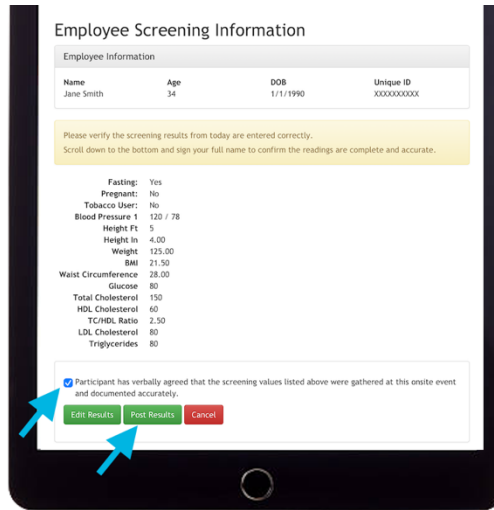 Employee Screening Information
Employee Information
Name Age DOB Unique ID
Jane Smith 34 1/1/1990 XXXXXXXXXX
Please verify the screening results from today are entered correctly.
Scroll down to the bottom and sign your full name to confirm the readings are complete and accurate.
Fasting: Yes
Pregnant: No
Tobacco User: No
Blood Pressure 1 120 / 78
Height Ft 5
Height In 4.00
Weight 125.00
BMI 21.50
Waist Circumference 28.00
Glucose 80
Total Cholesterol 150
HDL Cholesterol 60
TC/HDL Ratio 2.50
LDL Cholesterol 80
Triglycerides 80
Participant has verbally agreed that the screening values listed above were gathered at this onsite event
and documented accurately.
Edit Results Post Results Cancel